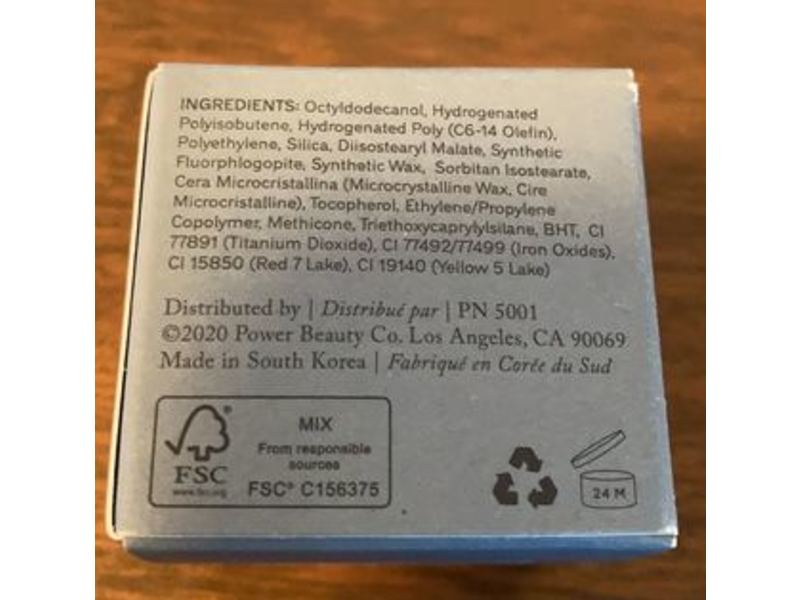 INGREDIENTS: Octyldodecanol, Hydrogenated
Polyisobutene, Hydrogenated Poly (C6-14 Olefin),
Polyethylene, Silica, Diisostearyl Malate, Synthetic
Fluorphlogopite, Synthetic Wax, Sorbitan Isostearate,
Cera Microcristallina (Microcrystalline Wax, Cire
Microcristalline), Tocopherol, Ethylene/Propylene
Copolymer, Methicone, Triethoxycaprylylsilane, BHT, CI
77891 (Titanium Dioxide), CI 77492/77499 (Iron Oxides),
CI 15850 (Red 7 Lake), CI 19140 (Yellow 5 Lake)
Distributed by | Distribué par | PN 5001
©2020 Power Beauty Co. Los Angeles, CA 90069
Made in South Korea | Fabriqué en Corée du Sud
®
FSC
www.fsc.org
MIX
From responsible
sources
FSC® C156375
24 M